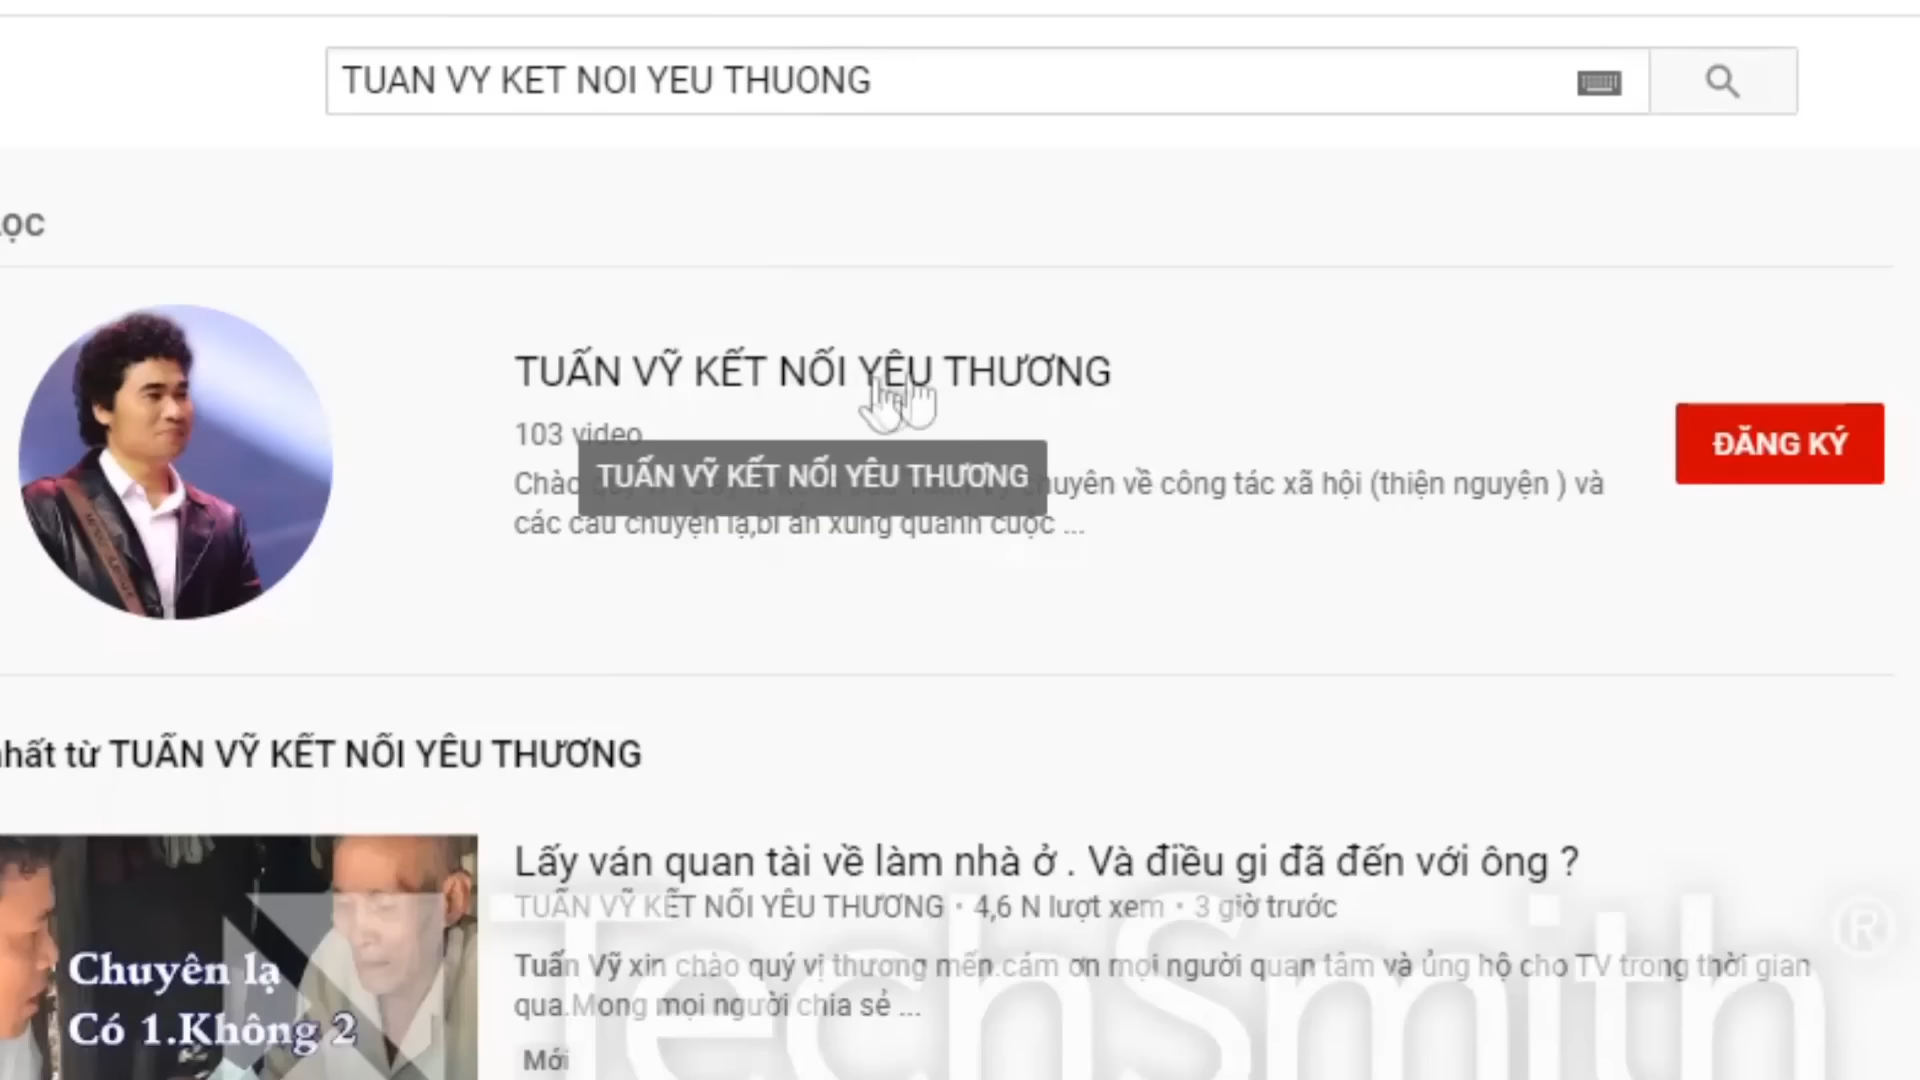 TUAN VY KET NOI YEU THUONG
ọc
TUẤN VỸ KẾT NỐI YÊU THƯƠNG
103 video
TUẤN VỸ KẾT NỐI YÊU THƯƠNG
Chào chuyên về công tác xã hội (thiện nguyện ) và
các câu chuyện lạ,bí ẩn xung quanh cuộc ...
ĐĂNG KÝ
nhất từ TUẤN VỸ KẾT NỐI YÊU THƯƠNG
Lấy ván quan tài về làm nhà ở . Và điều gi đã đến với ông ?
TUẤN VỸ KẾT NỐI YÊU THƯƠNG • 4,6 N lượt xem • 3 giờ trước
Tuấn Vỹ xin chào quý vị thương mến.cám ơn mọi người quan tâm và ủng hộ cho TV trong thời gian
qua.Mong mọi người chia sẻ ...
Mới
Chuyên lạ
Có 1.Không 2
TechSmith®